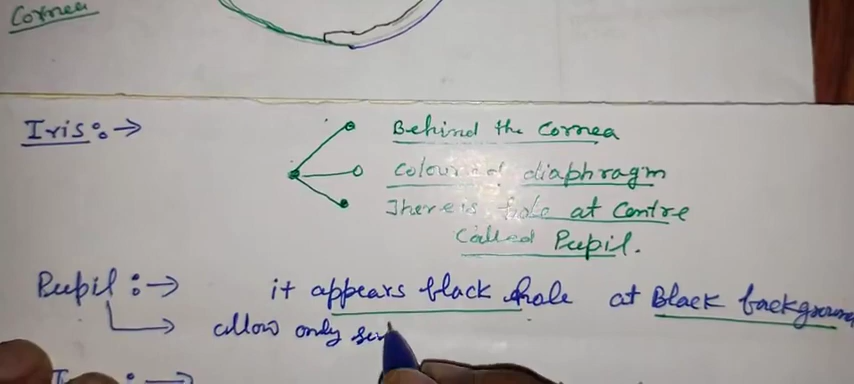 Cornea
Iris :→ Behind the Cornea
Coloured diaphragm
There is hole at Centre
Called Pupil.
Pupil :→ it appears black hole at Black background
allow only